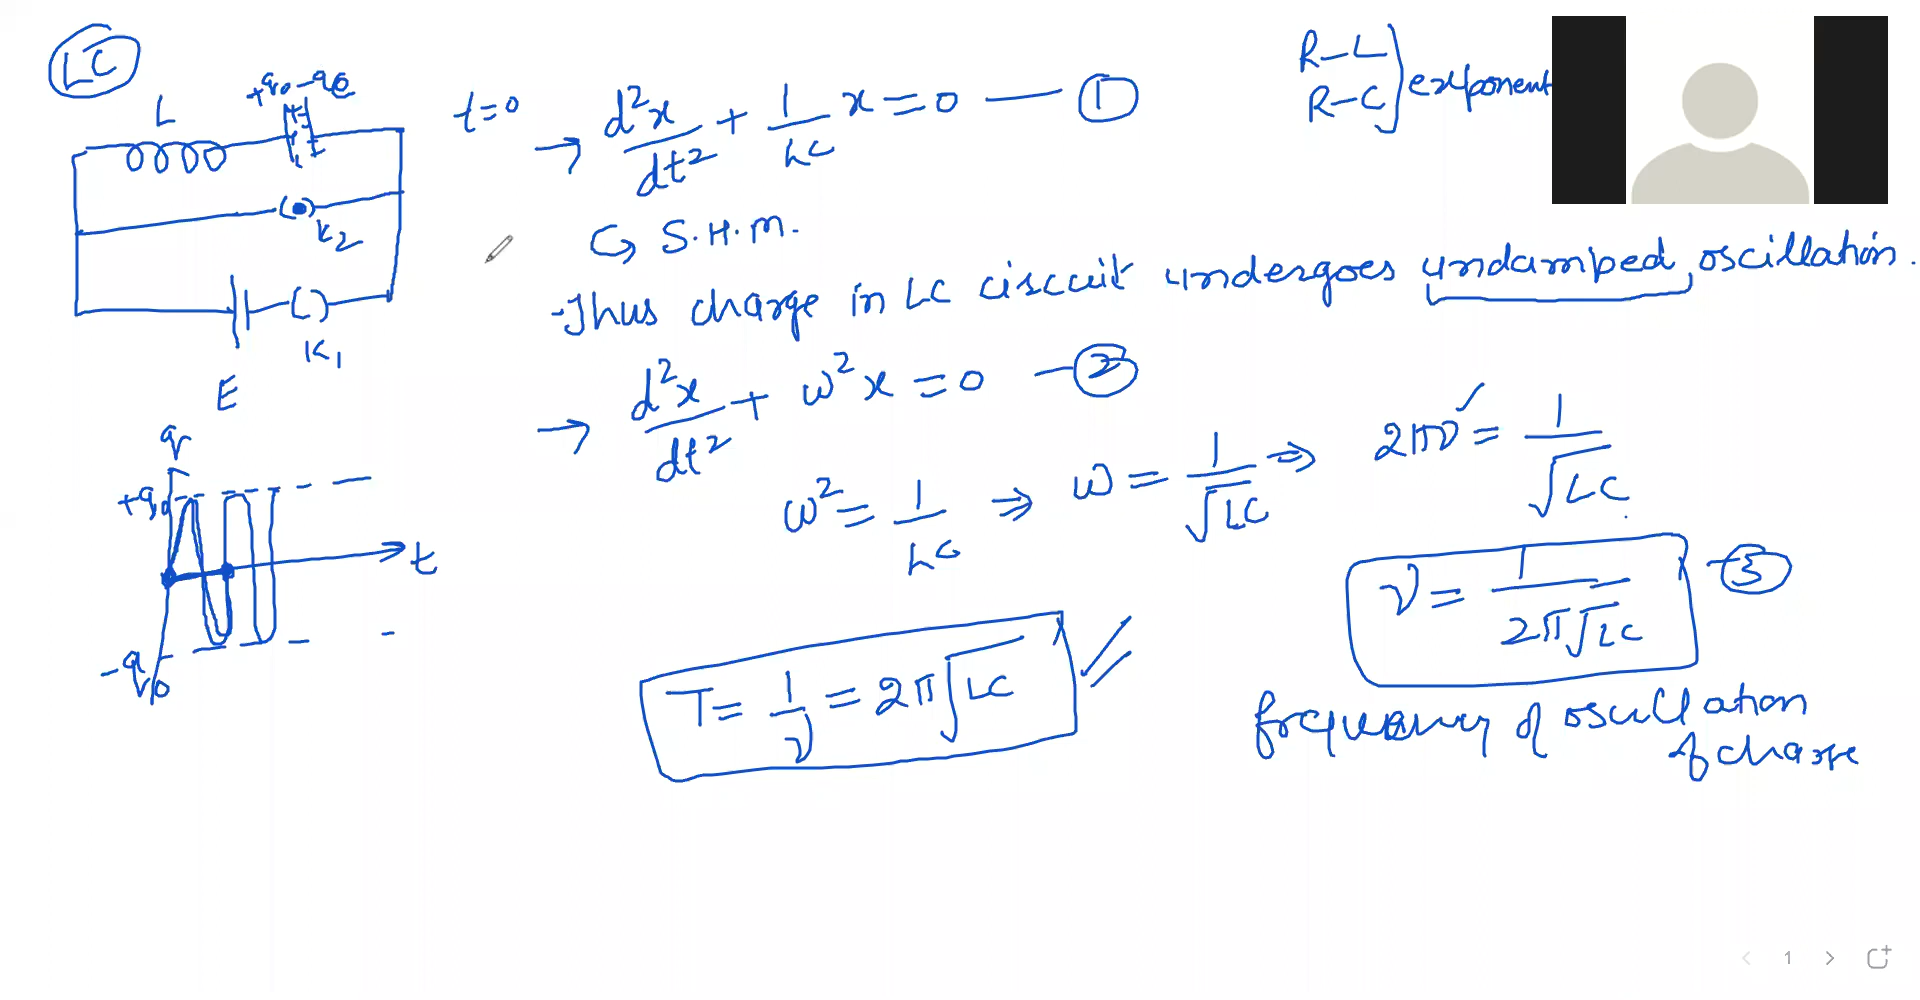 LC
L
+q₀ -q₀
K2
K1
E
t=0
→ d²x/dt² + 1/LC x = 0 — ①
↪ S.H.M.
Thus charge in LC circuit undergoes undamped oscillation.
→ d²x/dt² + ω²x = 0 — ②
ω² = 1/LC ⇒ ω = 1/√LC ⇒ 2πν = 1/√LC
ν = 1/2π√LC — ③
frequency of oscillation
of charge
T = 1/ν = 2π√LC
R-L
R-C
exponent
q
+q₀
t
-q₀
1